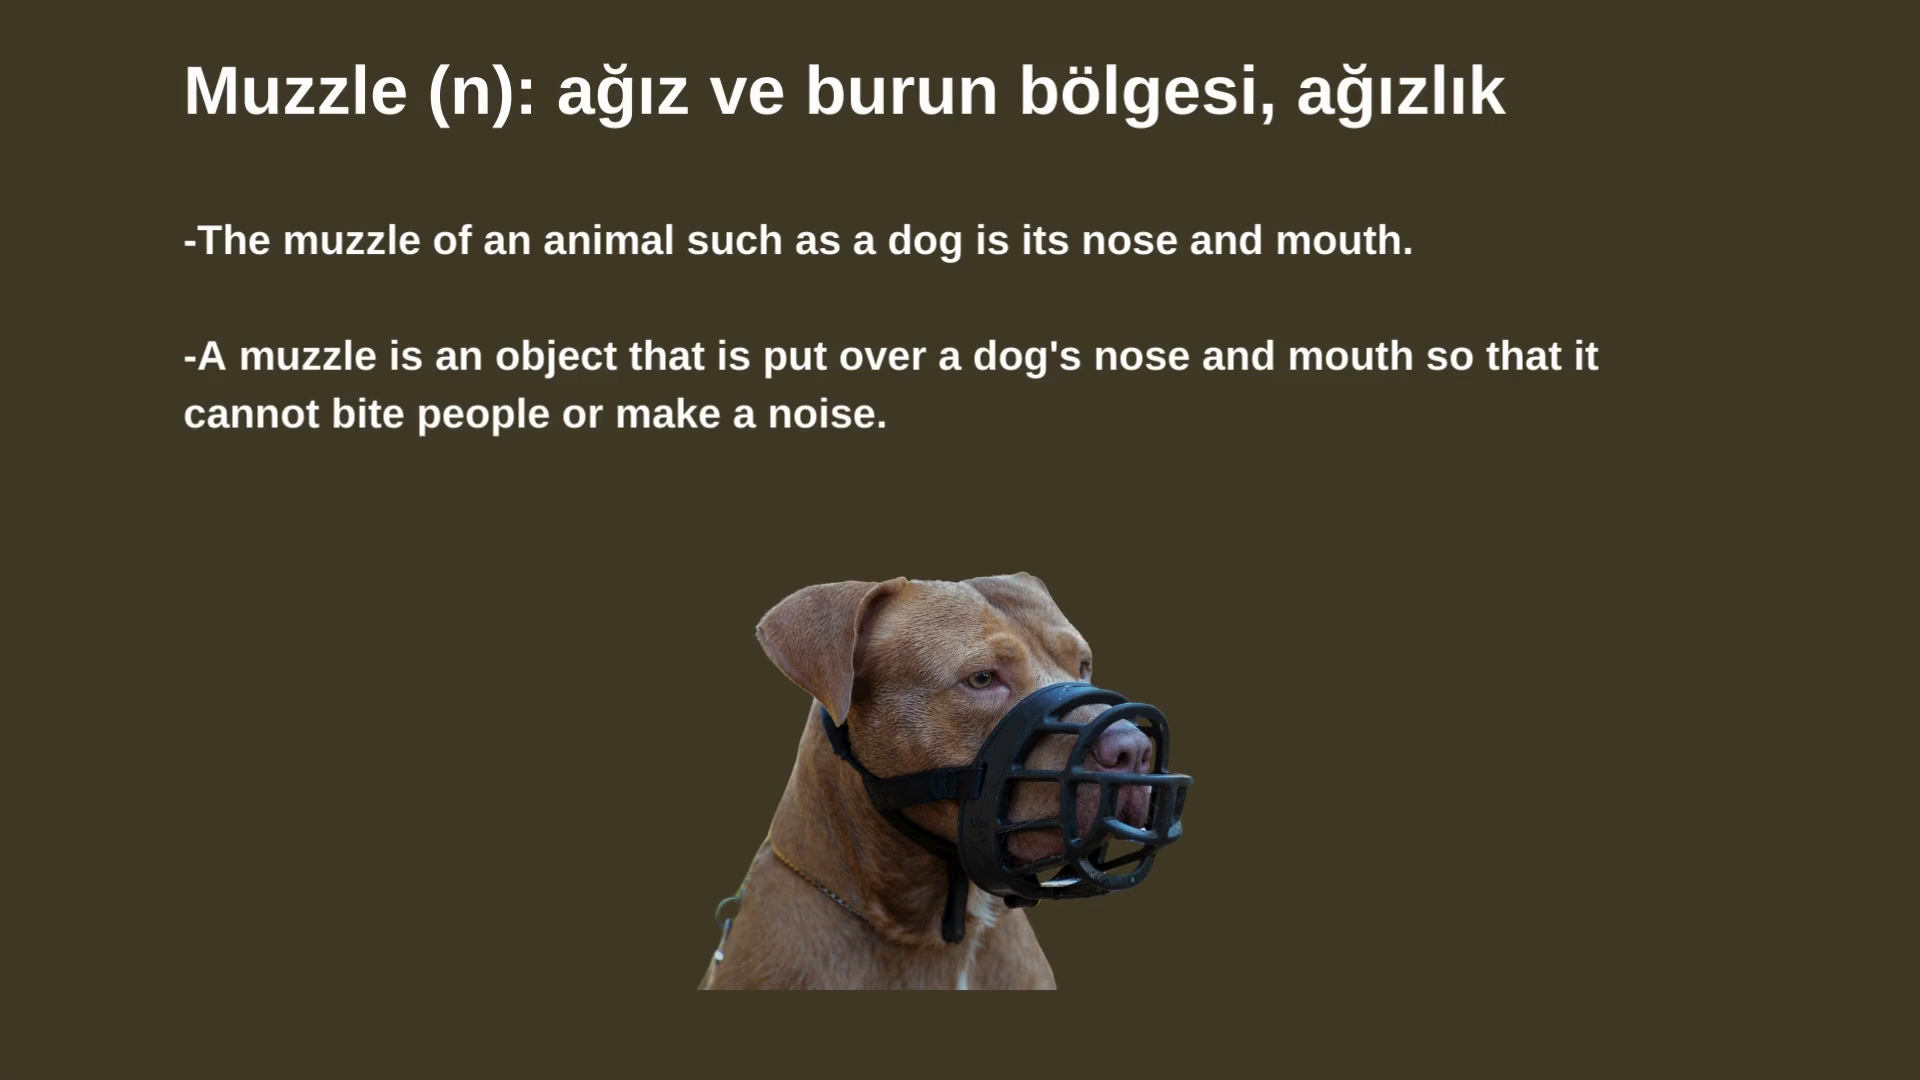 Muzzle (n): ağız ve burun bölgesi, ağızlık
-The muzzle of an animal such as a dog is its nose and mouth.
-A muzzle is an object that is put over a dog's nose and mouth so that it
cannot bite people or make a noise.